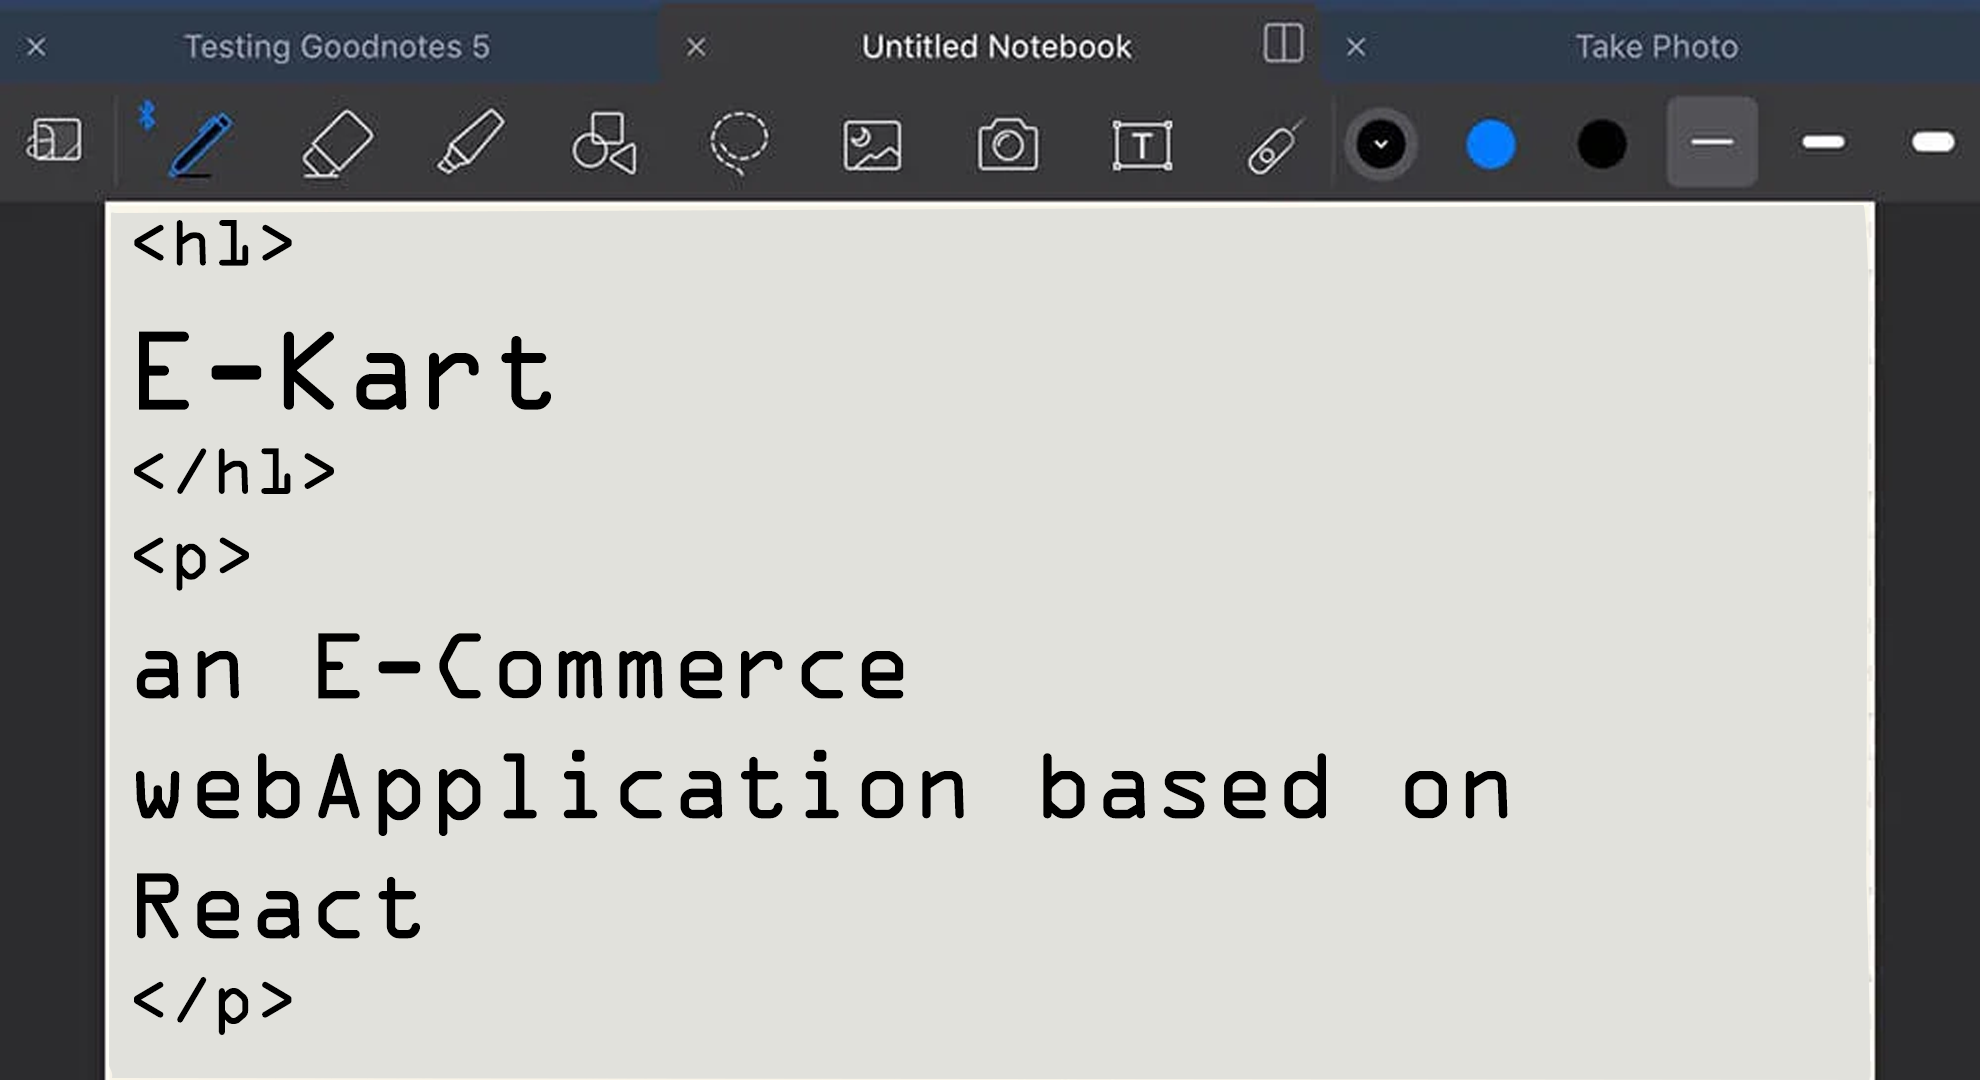 Testing Goodnotes 5
Untitled Notebook
Take Photo
T
<h1>
E-Kart
</h1>
<p>
an E-Commerce
webApplication based on
React
</p>